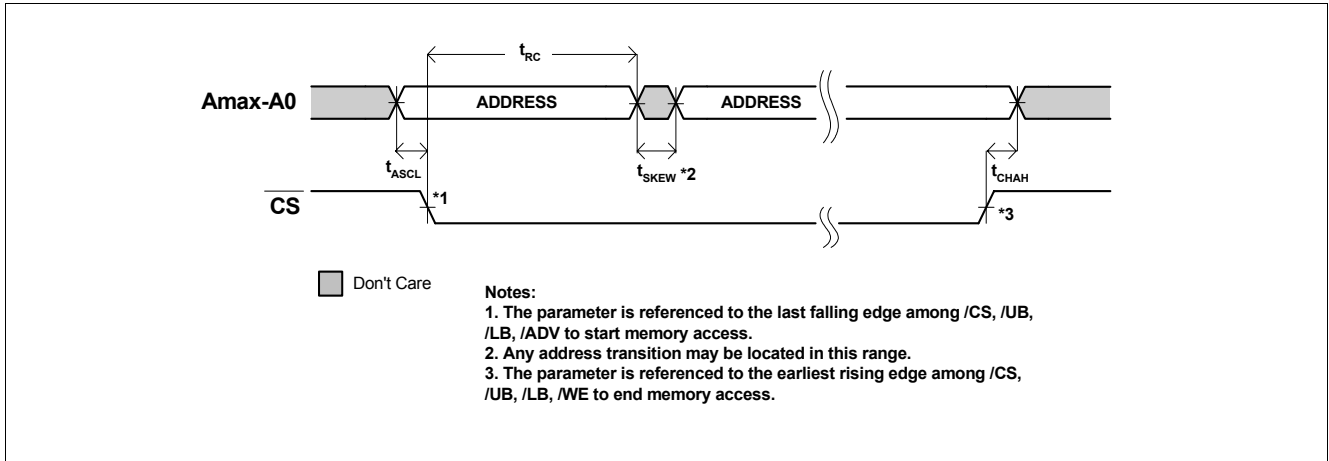 tRC
Amax-A0
ADDRESS
ADDRESS
tASCL
tSKEW *2
tCHAH
CS
*1
*3
Don't Care
Notes:
1. The parameter is referenced to the last falling edge among /CS, /UB,
/LB, /ADV to start memory access.
2. Any address transition may be located in this range.
3. The parameter is referenced to the earliest rising edge among /CS,
/UB, /LB, /WE to end memory access.